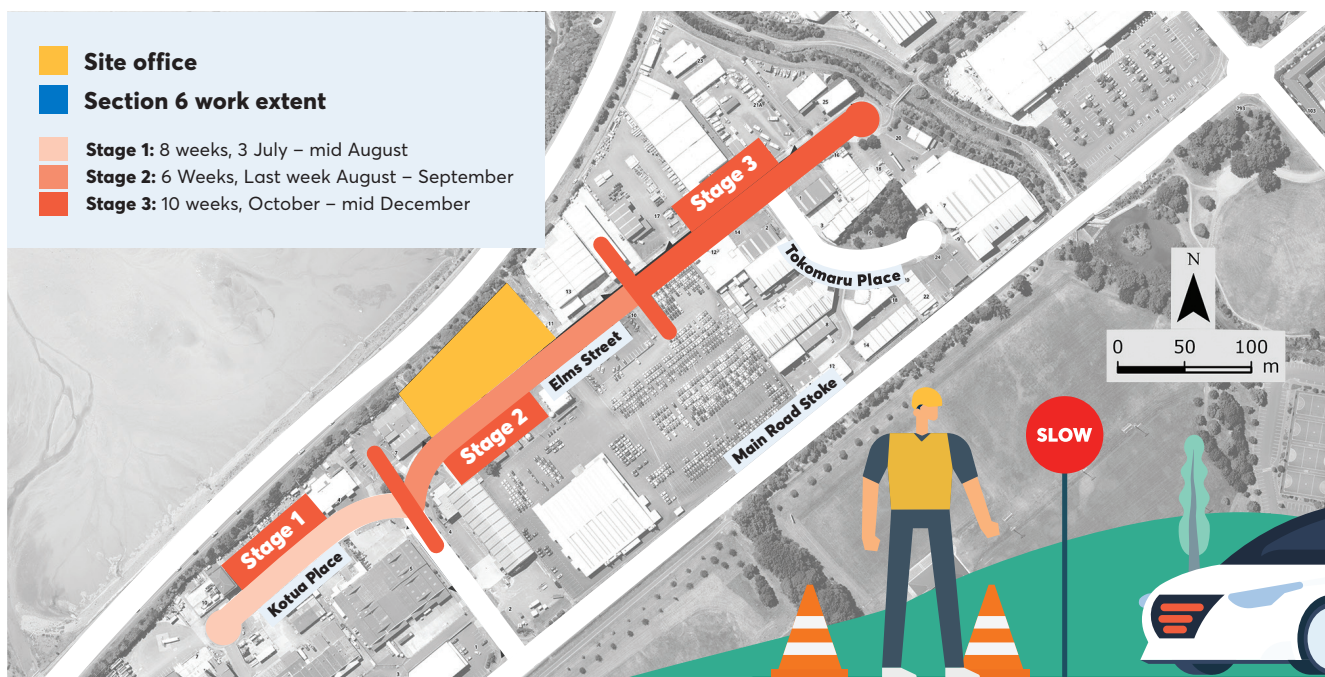 Site office
Section 6 work extent
Stage 1: 8 weeks, 3 July – mid August
Stage 2: 6 Weeks, Last week August – September
Stage 3: 10 weeks, October – mid December
Stage 3
Tokomaru Place
N
0 50 100
m
Elms Street
Stage 2
Main Road Stoke
SLOW
Stage 1
Kotua Place